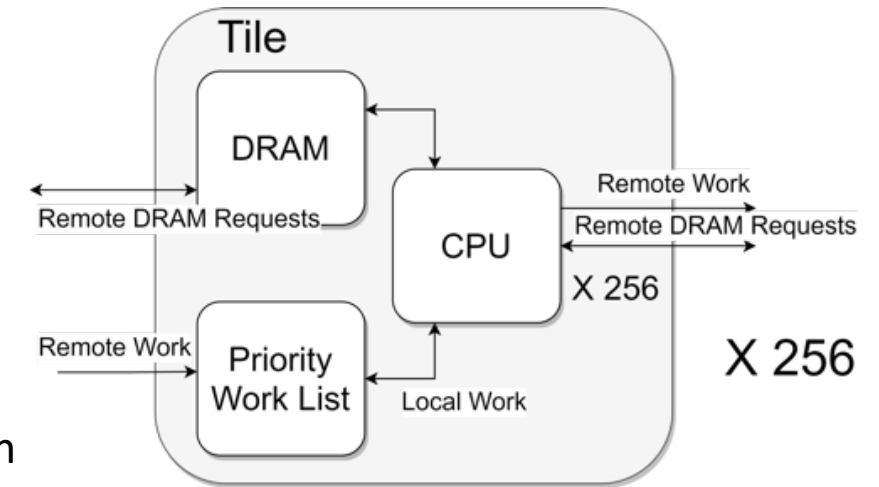 Tile
DRAM
Remote DRAM Requests
CPU
X 256
Remote Work
Remote DRAM Requests
Remote Work
Priority
Work List
Local Work
X 256